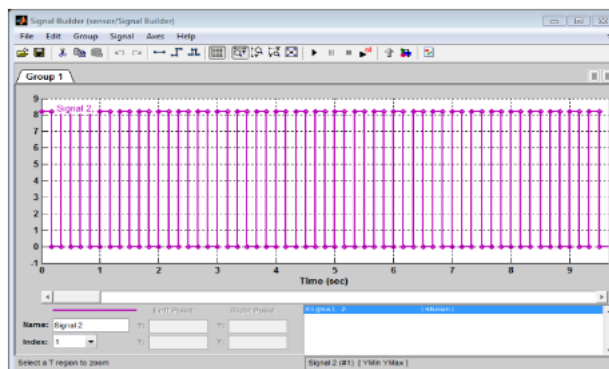 Signal Builder (sensor/Signal Builder)
File Edit Group Signal Axes Help
Group 1
9
Signal 2
8
7
6
5
4
3
2
1
0
-1
0 1 2 3 4 5 6 7 8 9
Time (sec)
Left Point Right Point
Name: Signal 2 T: T:
Index: 1 Y: Y:
Signal 2 (shown)
Select a T region to zoom
Signal 2 (#1) [ YMin YMax ]